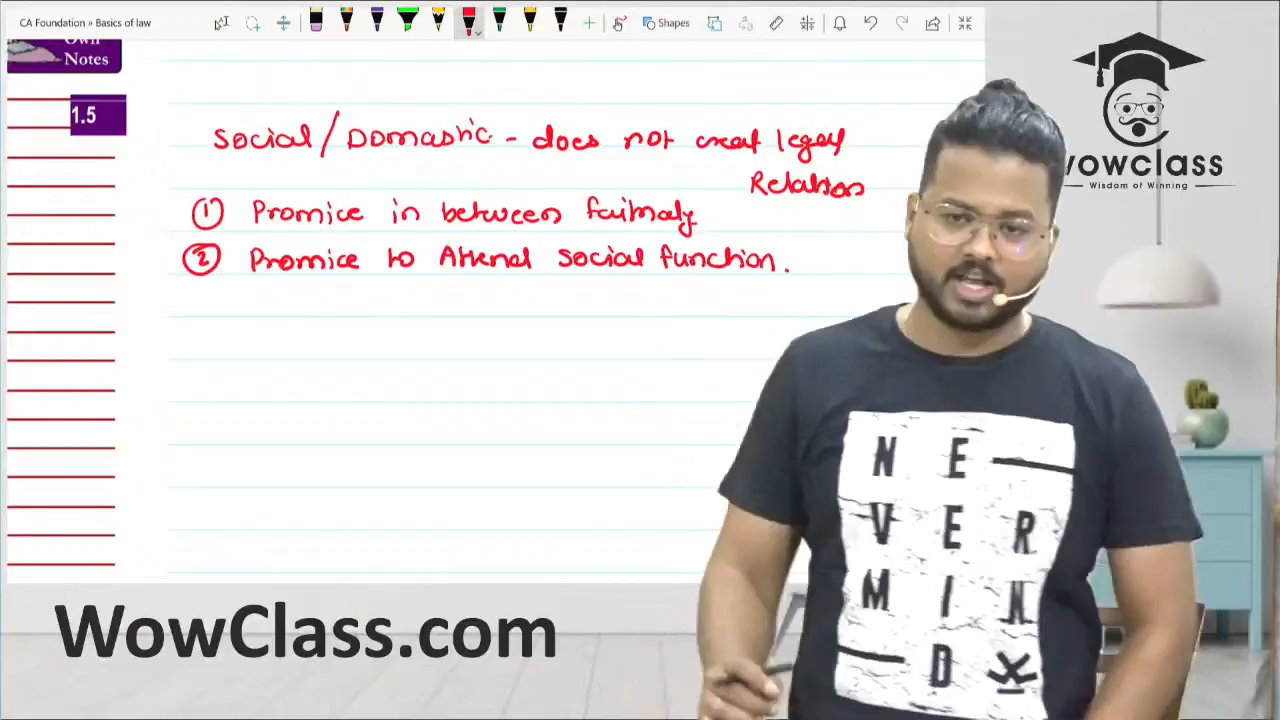 CA Foundation » Basics of law
Shapes
Own
Notes
1.5
Social / Domastic - does not creat legal
Relation
① Promice in between faimaly
② Promice to Attend social function.
wowclass
Wisdom of Winning
NE
VER
MIN
D
WowClass.com